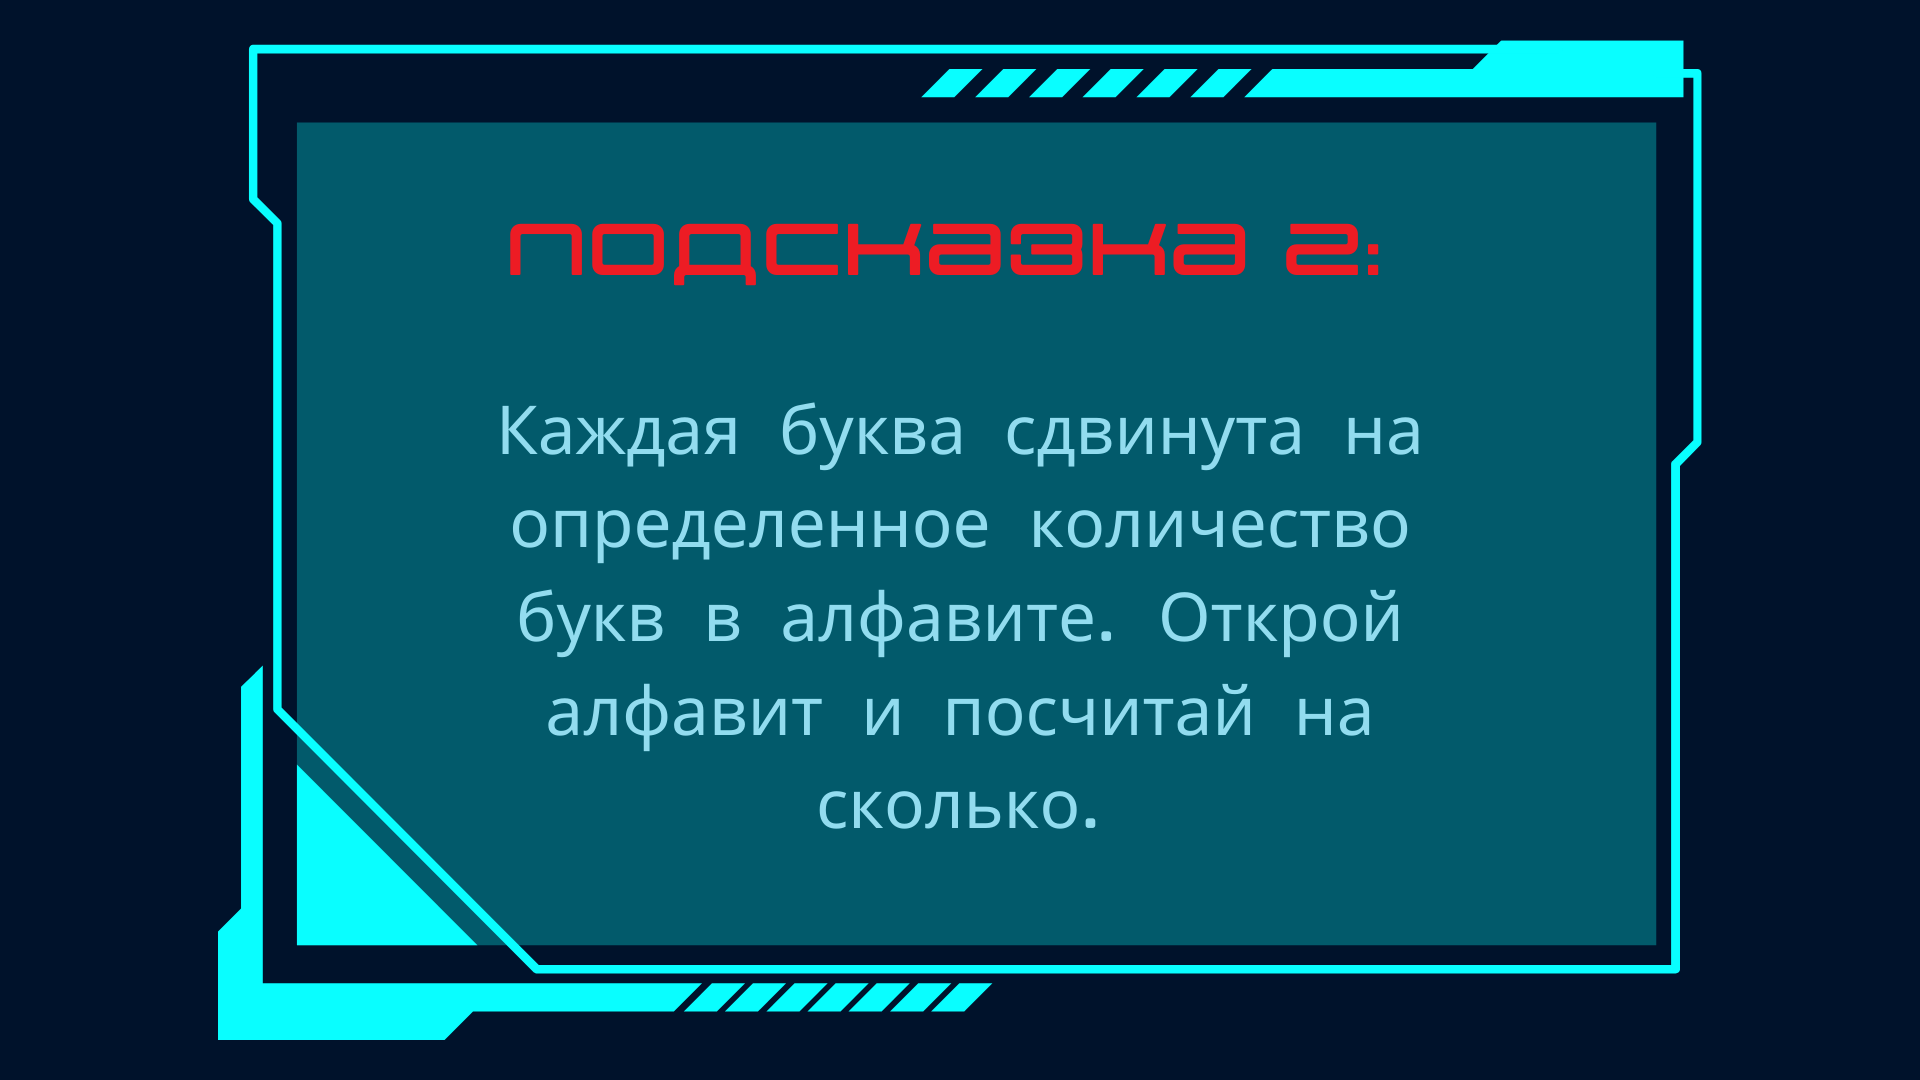 подсказка 2:
Каждая буква сдвинута на
определенное количество
букв в алфавите. Открой
алфавит и посчитай на
сколько.